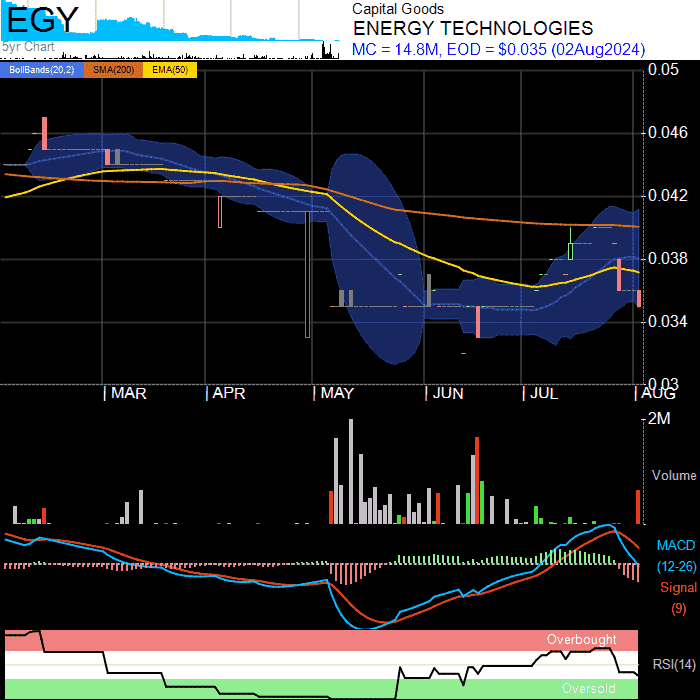 EGY
5yr Chart
Capital Goods
ENERGY TECHNOLOGIES
MC = 14.8M, EOD = $0.035 (02Aug2024)
BollBands(20,2) SMA(200) EMA(50)
0.05
0.046
0.042
0.038
0.034
0.03
MAR APR MAY JUN JUL AUG
2M
Volume
MACD
(12-26)
Signal
(9)
Overbought
RSI(14)
Oversold